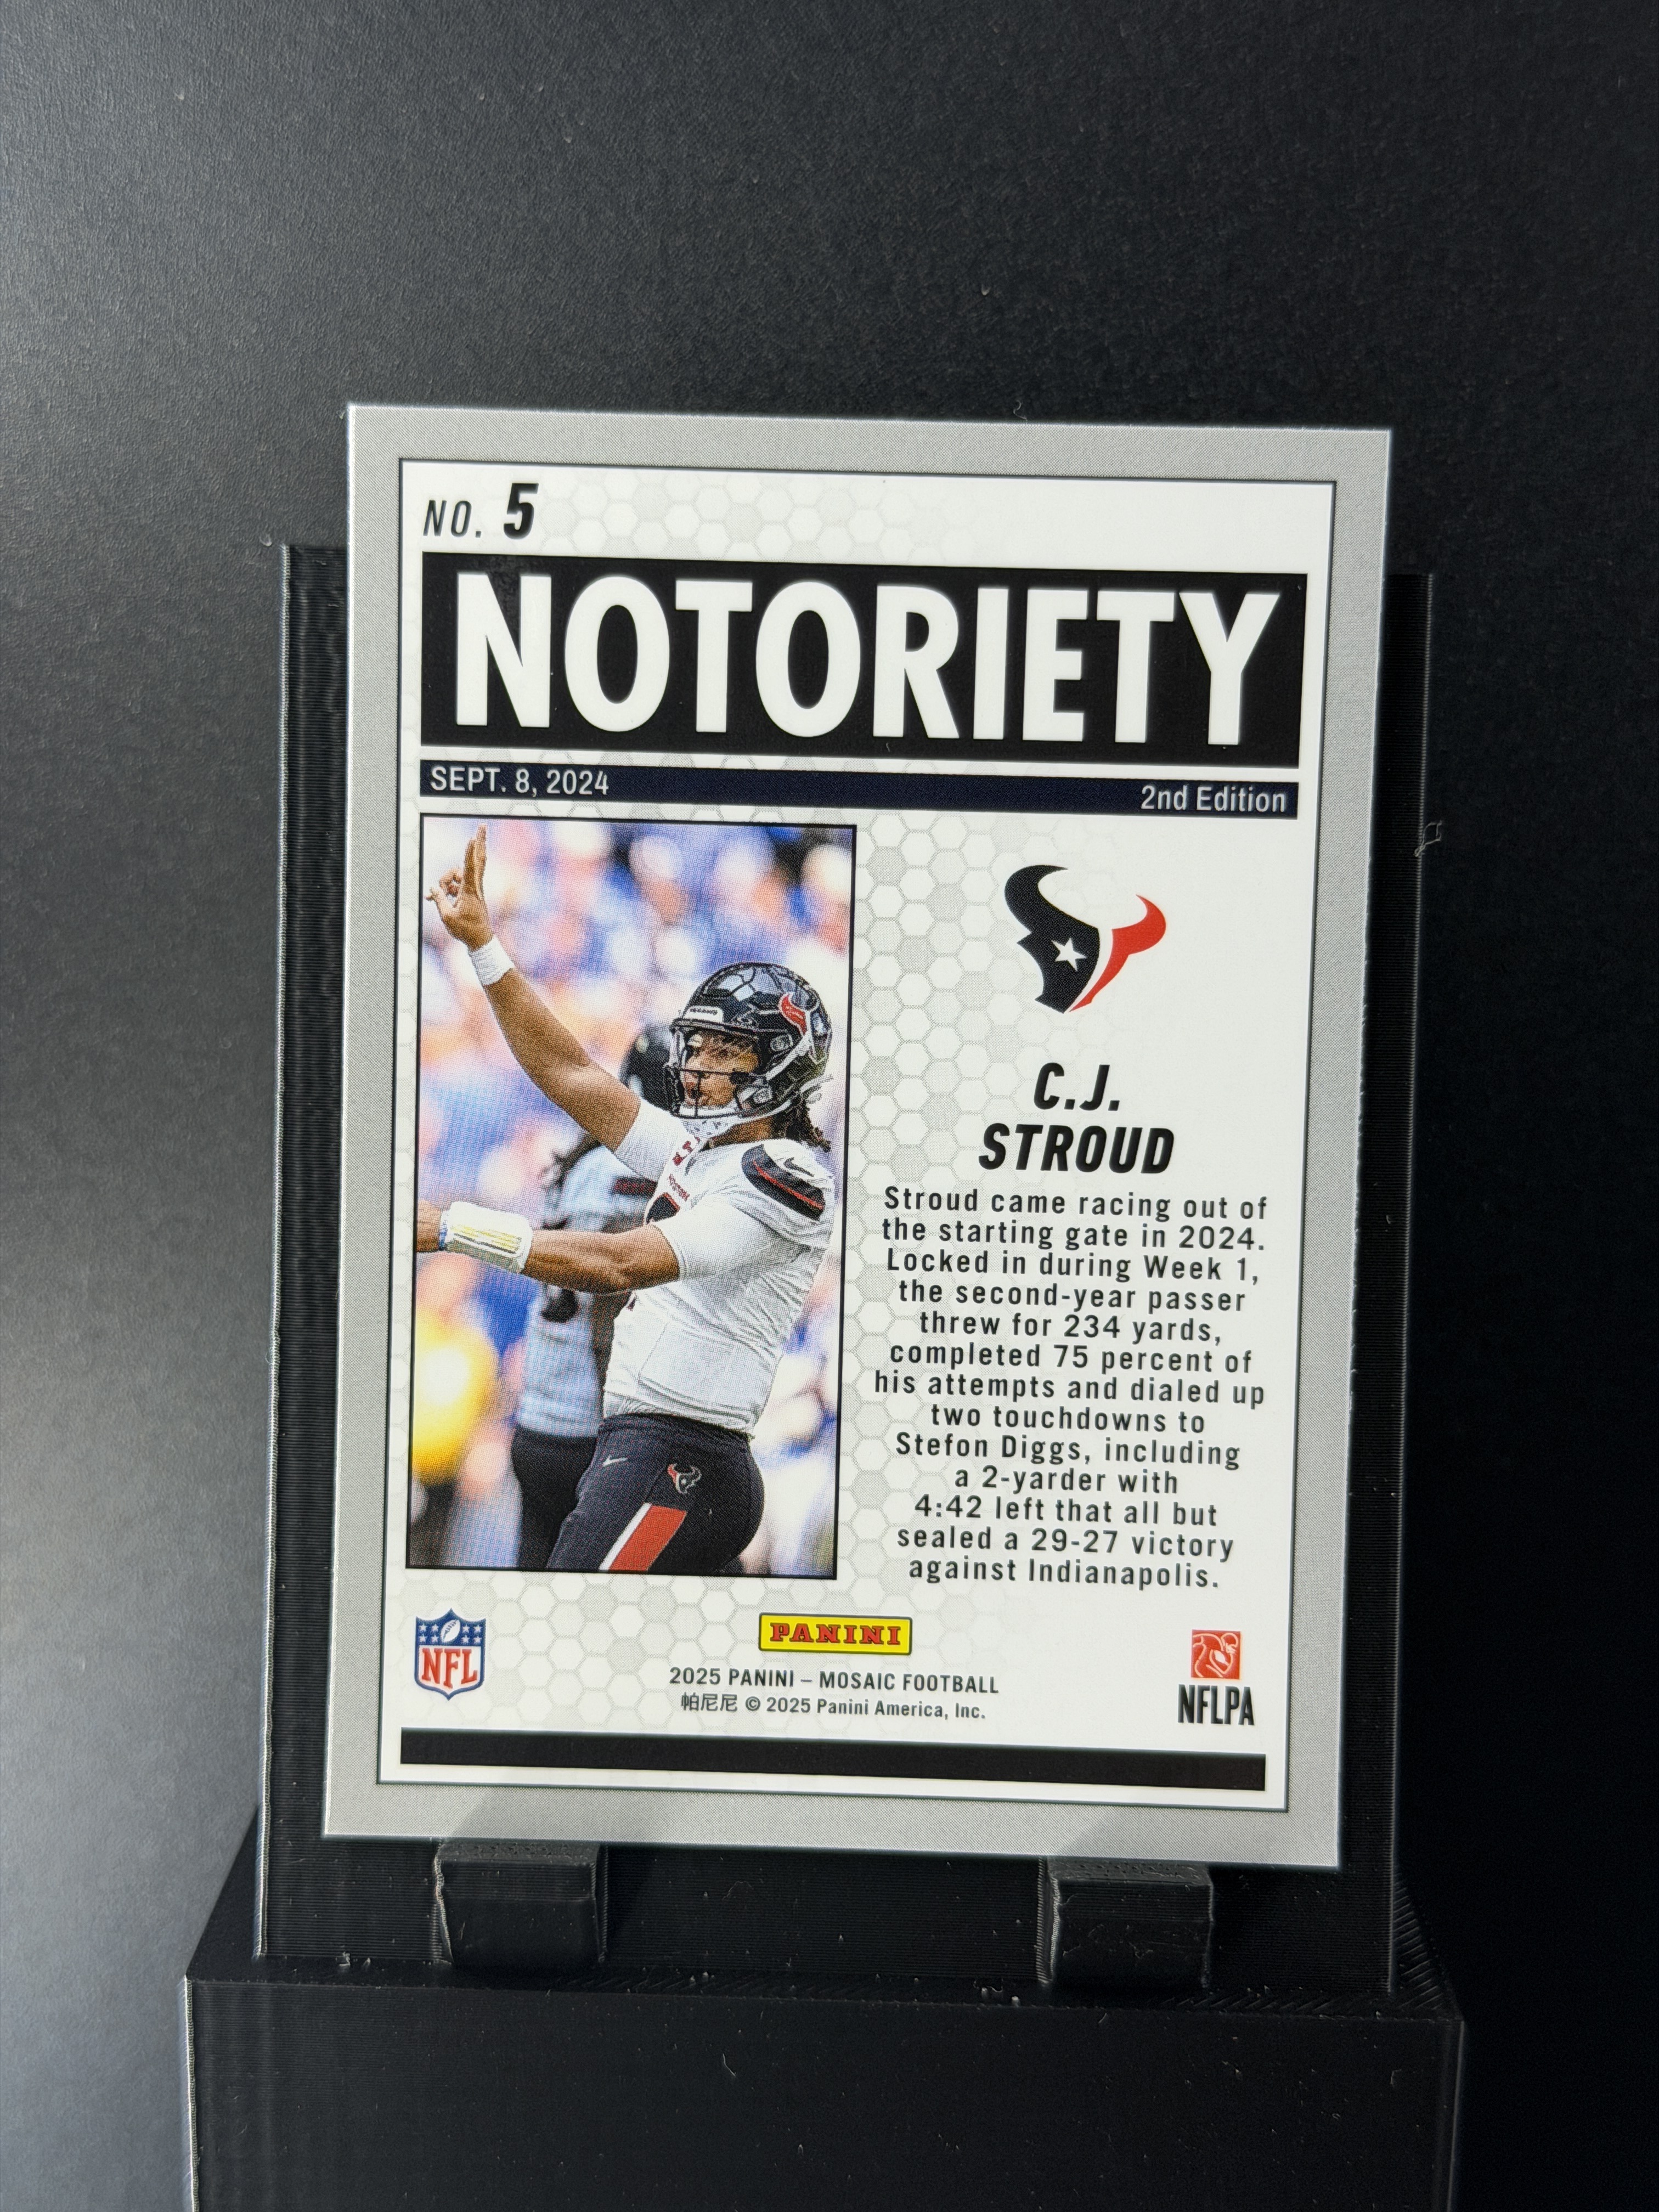 NO. 5
NOTORIETY
SEPT. 8, 2024
2nd Edition
C.J.
STROUD
Stroud came racing out of
the starting gate in 2024.
Locked in during Week 1,
the second-year passer
threw for 234 yards,
completed 75 percent of
his attempts and dialed up
two touchdowns to
Stefon Diggs, including
a 2-yarder with
4:42 left that all but
sealed a 29-27 victory
against Indianapolis.
NFL
PANINI
2025 PANINI – MOSAIC FOOTBALL
帕尼尼 © 2025 Panini America, Inc.
NFLPA